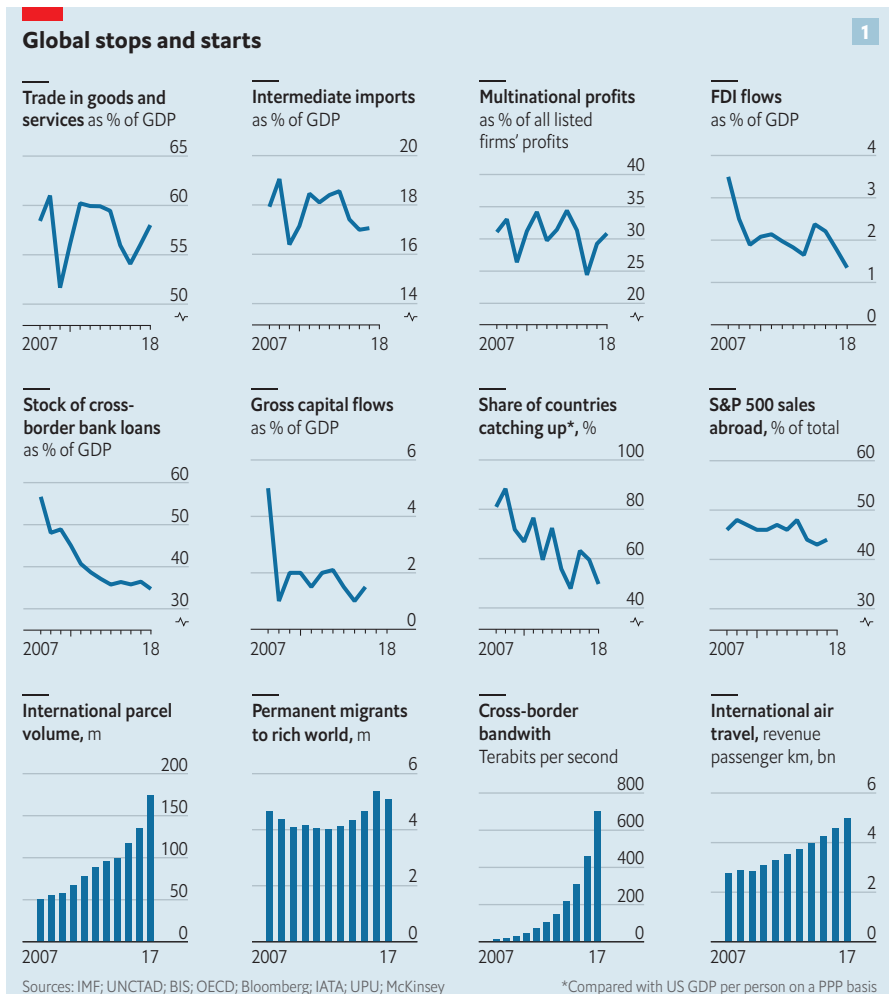 Global stops and starts
1
Trade in goods and
services as % of GDP
65
60
55
50
2007
18
Intermediate imports
as % of GDP
20
18
16
14
2007
18
Multinational profits
as % of all listed
firms' profits
40
35
30
25
20
2007
18
FDI flows
as % of GDP
4
3
2
1
0
2007
18
Stock of cross-
border bank loans
as % of GDP
60
50
40
30
2007
18
Gross capital flows
as % of GDP
6
4
2
0
2007
18
Share of countries
catching up*, %
100
80
60
40
2007
18
S&P 500 sales
abroad, % of total
60
50
40
30
2007
18
International parcel
volume, m
200
150
100
50
0
2007
17
Permanent migrants
to rich world, m
6
4
2
0
2007
17
Cross-border
bandwith
Terabits per second
800
600
400
200
0
2007
17
International air
travel, revenue
passenger km, bn
6
4
2
0
2007
17
Sources: IMF; UNCTAD; BIS; OECD; Bloomberg; IATA; UPU; McKinsey
*Compared with US GDP per person on a PPP basis